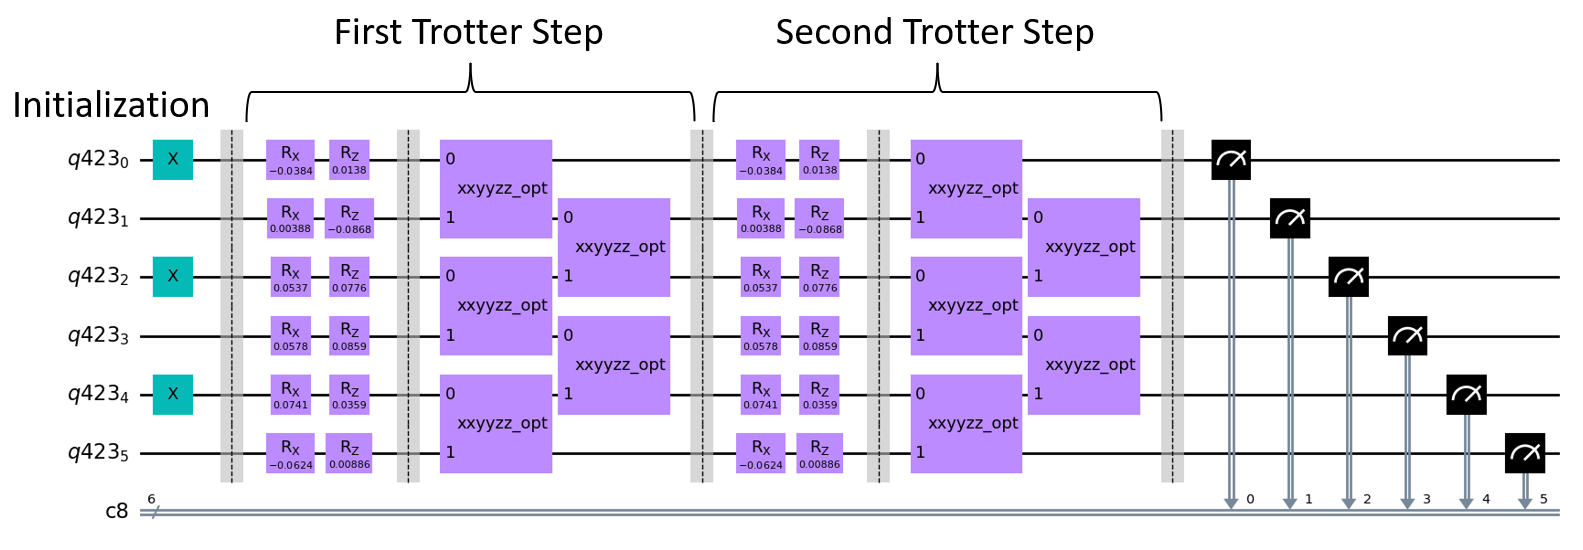 First Trotter Step Second Trotter Step
Initialization
q423₀ X R_X −0.0384 R_Z 0.0138 0 xxyyzz_opt R_X −0.0384 R_Z 0.0138 0 xxyyzz_opt
q423₁ R_X 0.00388 R_Z −0.0868 1 0 xxyyzz_opt R_X 0.00388 R_Z −0.0868 1 0 xxyyzz_opt
q423₂ X R_X 0.0537 R_Z 0.0776 0 xxyyzz_opt 1 R_X 0.0537 R_Z 0.0776 0 xxyyzz_opt 1
q423₃ R_X 0.0578 R_Z 0.0859 1 0 xxyyzz_opt R_X 0.0578 R_Z 0.0859 1 0 xxyyzz_opt
q423₄ X R_X 0.0741 R_Z 0.0359 0 xxyyzz_opt 1 R_X 0.0741 R_Z 0.0359 0 xxyyzz_opt 1
q423₅ R_X −0.0624 R_Z 0.00886 1 R_X −0.0624 R_Z 0.00886 1
6 0 1 2 3 4 5
c8